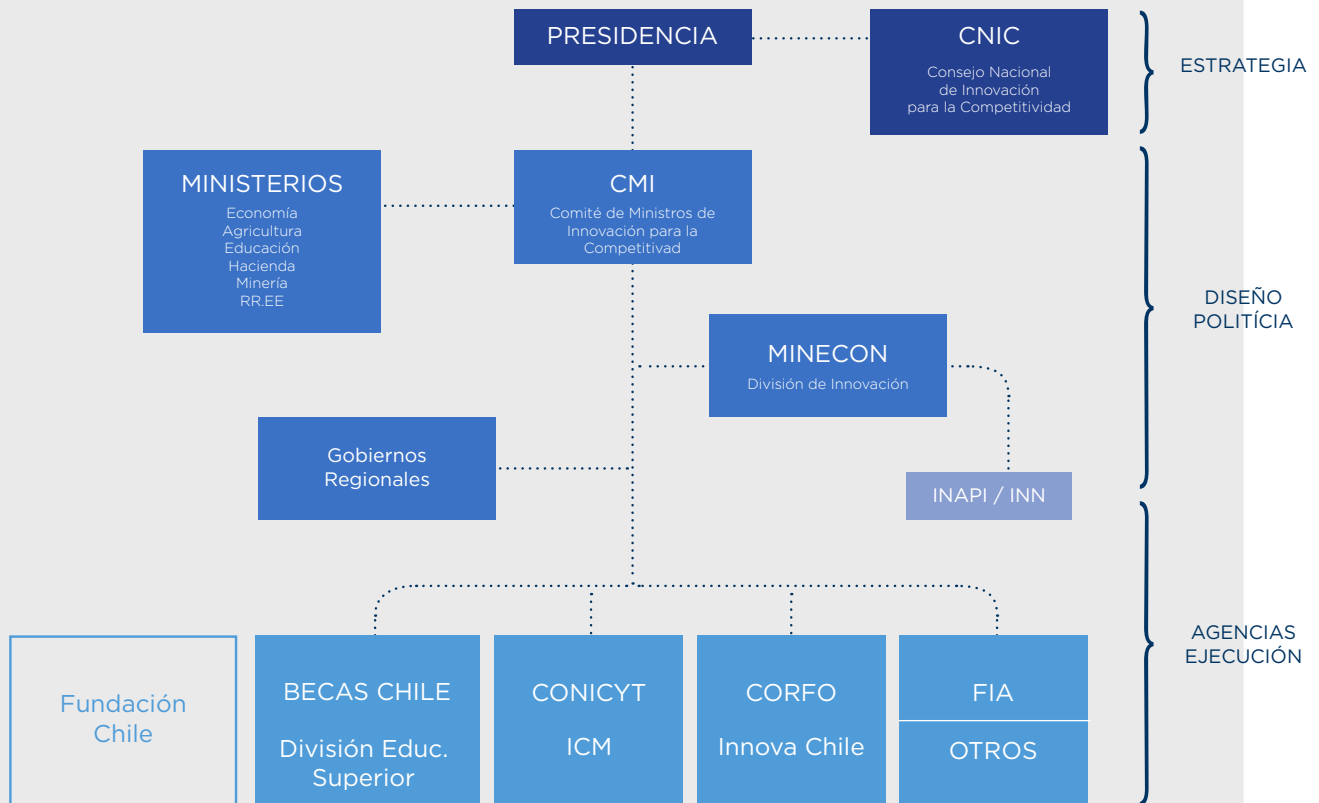 PRESIDENCIA
CNIC
Consejo Nacional
de Innovación
para la Competitividad
ESTRATEGIA
MINISTERIOS
Economía
Agricultura
Educación
Hacienda
Minería
RR.EE
CMI
Comité de Ministros de
Innovación para la
Competitivad
DISEÑO
POLITÍCIA
MINECON
División de Innovación
Gobiernos
Regionales
INAPI / INN
AGENCIAS
EJECUCIÓN
Fundación
Chile
BECAS CHILE
División Educ.
Superior
CONICYT
ICM
CORFO
Innova Chile
FIA
OTROS